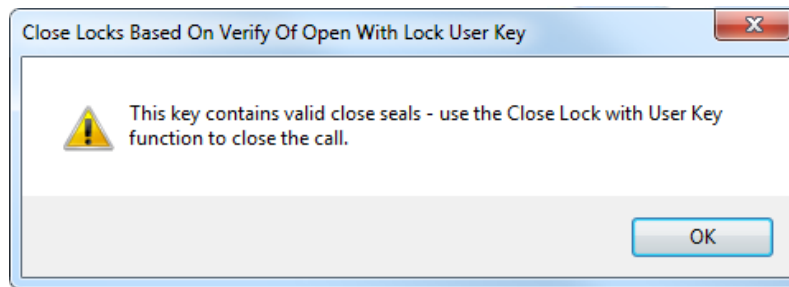 Close Locks Based On Verify Of Open With Lock User Key
This key contains valid close seals - use the Close Lock with User Key
function to close the call.
OK